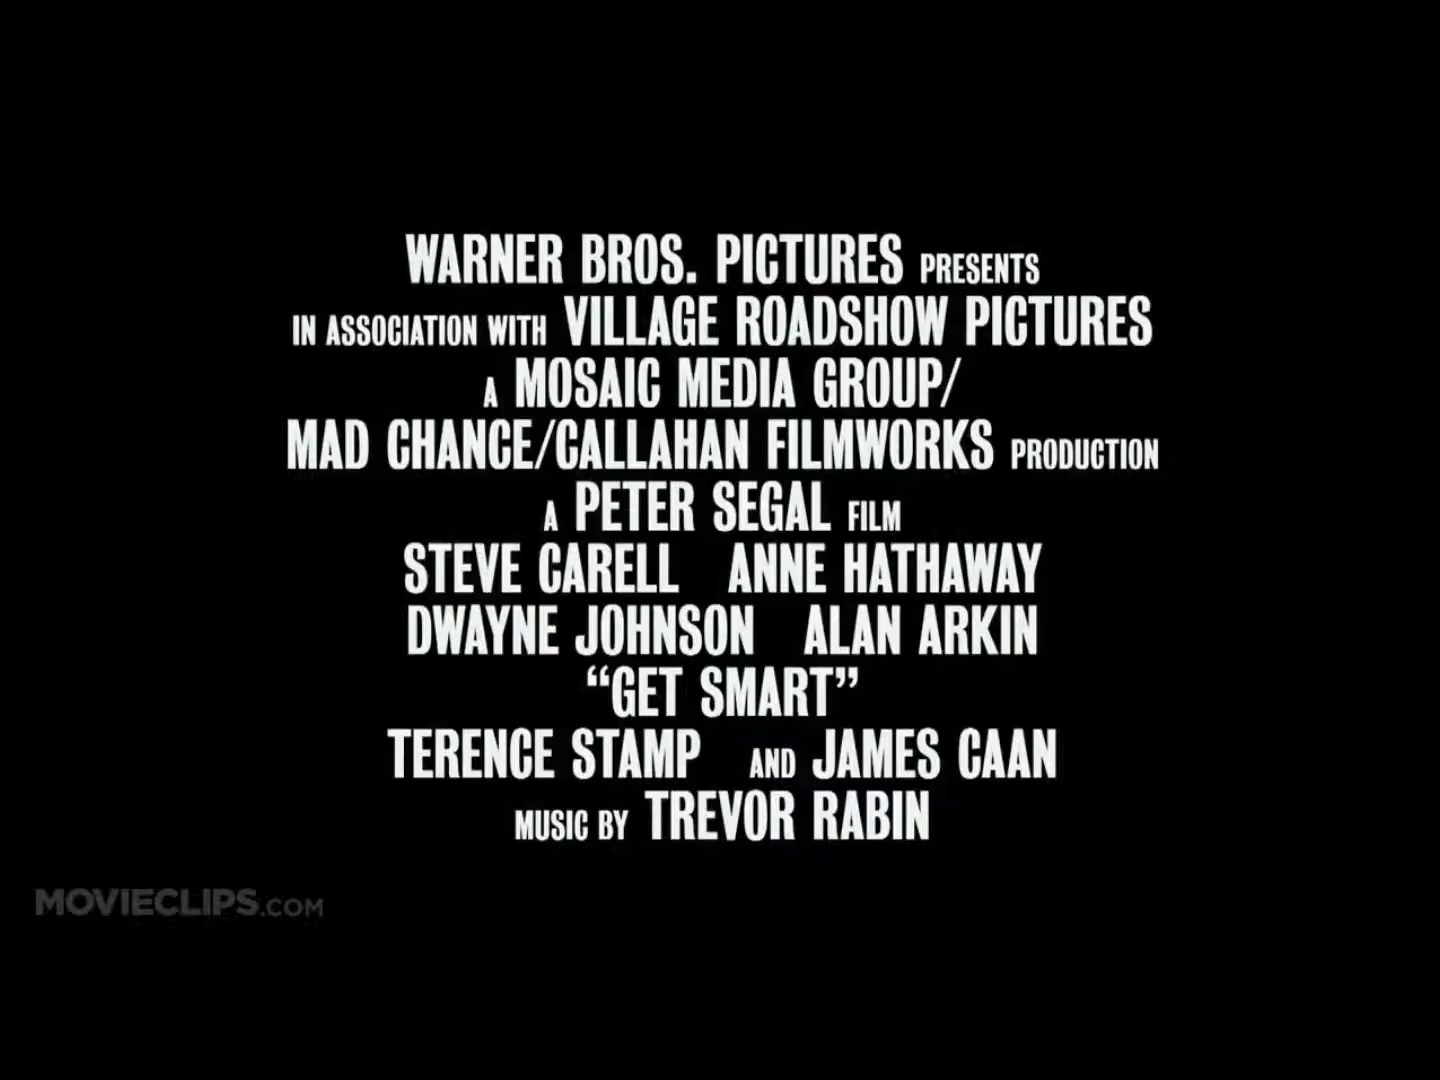 WARNER BROS. PICTURES PRESENTS
IN ASSOCIATION WITH VILLAGE ROADSHOW PICTURES
A MOSAIC MEDIA GROUP/
MAD CHANCE/CALLAHAN FILMWORKS PRODUCTION
A PETER SEGAL FILM
STEVE CARELL ANNE HATHAWAY
DWAYNE JOHNSON ALAN ARKIN
“GET SMART”
TERENCE STAMP AND JAMES CAAN
MUSIC BY TREVOR RABIN
MOVIECLIPS.COM